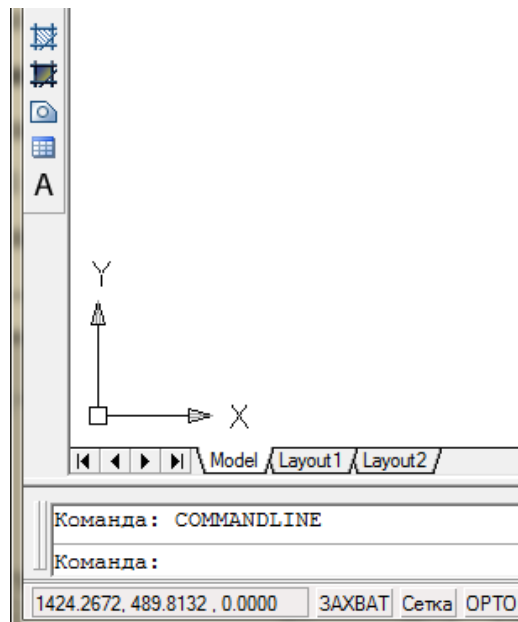 A
Y
X
Model Layout1 Layout2
Команда: COMMANDLINE
Команда:
1424.2672, 489.8132 , 0.0000 ЗАХВАТ Сетка ОРТО